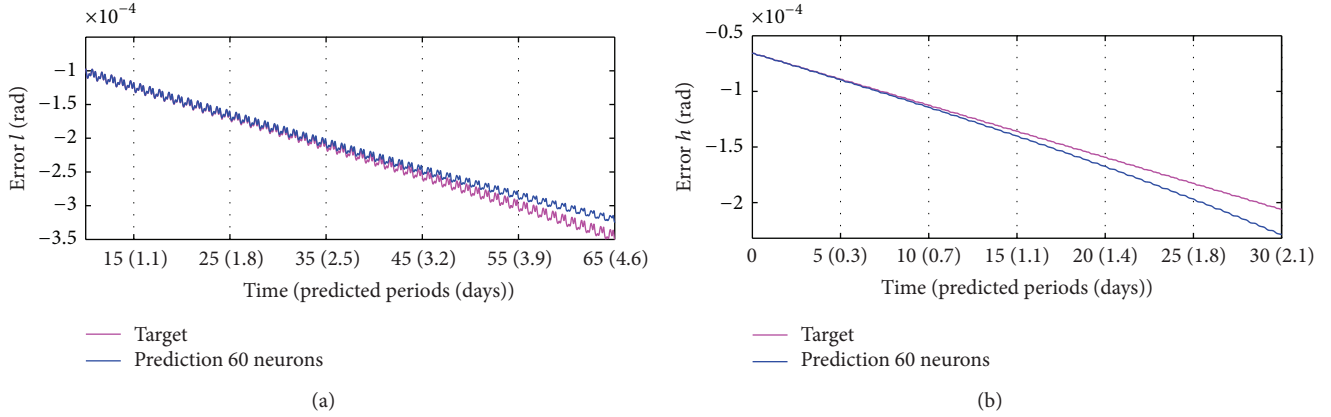 ×10−4
−1
−1.5
−2
−2.5
−3
−3.5
Error l (rad)
15 (1.1) 25 (1.8) 35 (2.5) 45 (3.2) 55 (3.9) 65 (4.6)
Time (predicted periods (days))
Target
Prediction 60 neurons
(a)
×10−4
−0.5
−1
−1.5
−2
Error h (rad)
0 5 (0.3) 10 (0.7) 15 (1.1) 20 (1.4) 25 (1.8) 30 (2.1)
Time (predicted periods (days))
Target
Prediction 60 neurons
(b)